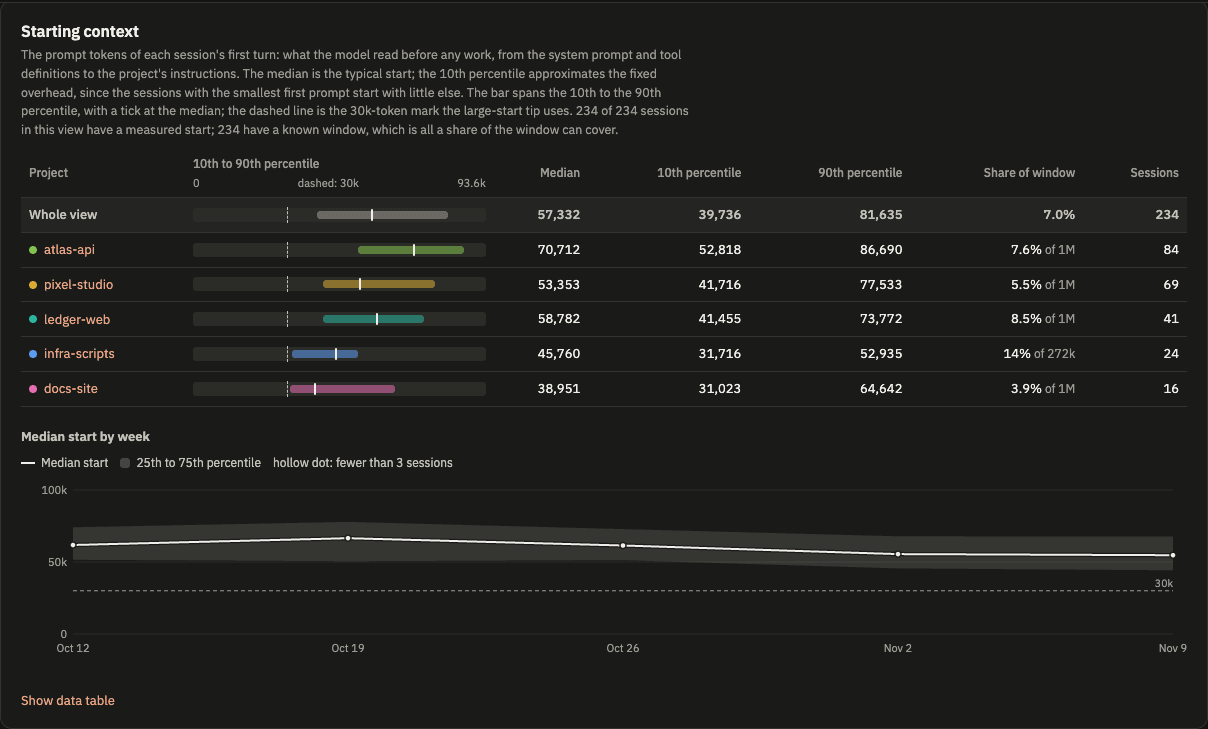 Starting context
The prompt tokens of each session's first turn: what the model read before any work, from the system prompt and tool
definitions to the project's instructions. The median is the typical start; the 10th percentile approximates the fixed
overhead, since the sessions with the smallest first prompt start with little else. The bar spans the 10th to the 90th
percentile, with a tick at the median; the dashed line is the 30k-token mark the large-start tip uses. 234 of 234 sessions
in this view have a measured start; 234 have a known window, which is all a share of the window can cover.
Project 10th to 90th percentile Median 10th percentile 90th percentile Share of window Sessions
0 dashed: 30k 93.6k
Whole view 57,332 39,736 81,635 7.0% 234
atlas-api 70,712 52,818 86,690 7.6% of 1M 84
pixel-studio 53,353 41,716 77,533 5.5% of 1M 69
ledger-web 58,782 41,455 73,772 8.5% of 1M 41
infra-scripts 45,760 31,716 52,935 14% of 272k 24
docs-site 38,951 31,023 64,642 3.9% of 1M 16
Median start by week
Median start 25th to 75th percentile hollow dot: fewer than 3 sessions
100k
50k
30k
0
Oct 12 Oct 19 Oct 26 Nov 2 Nov 9
Show data table